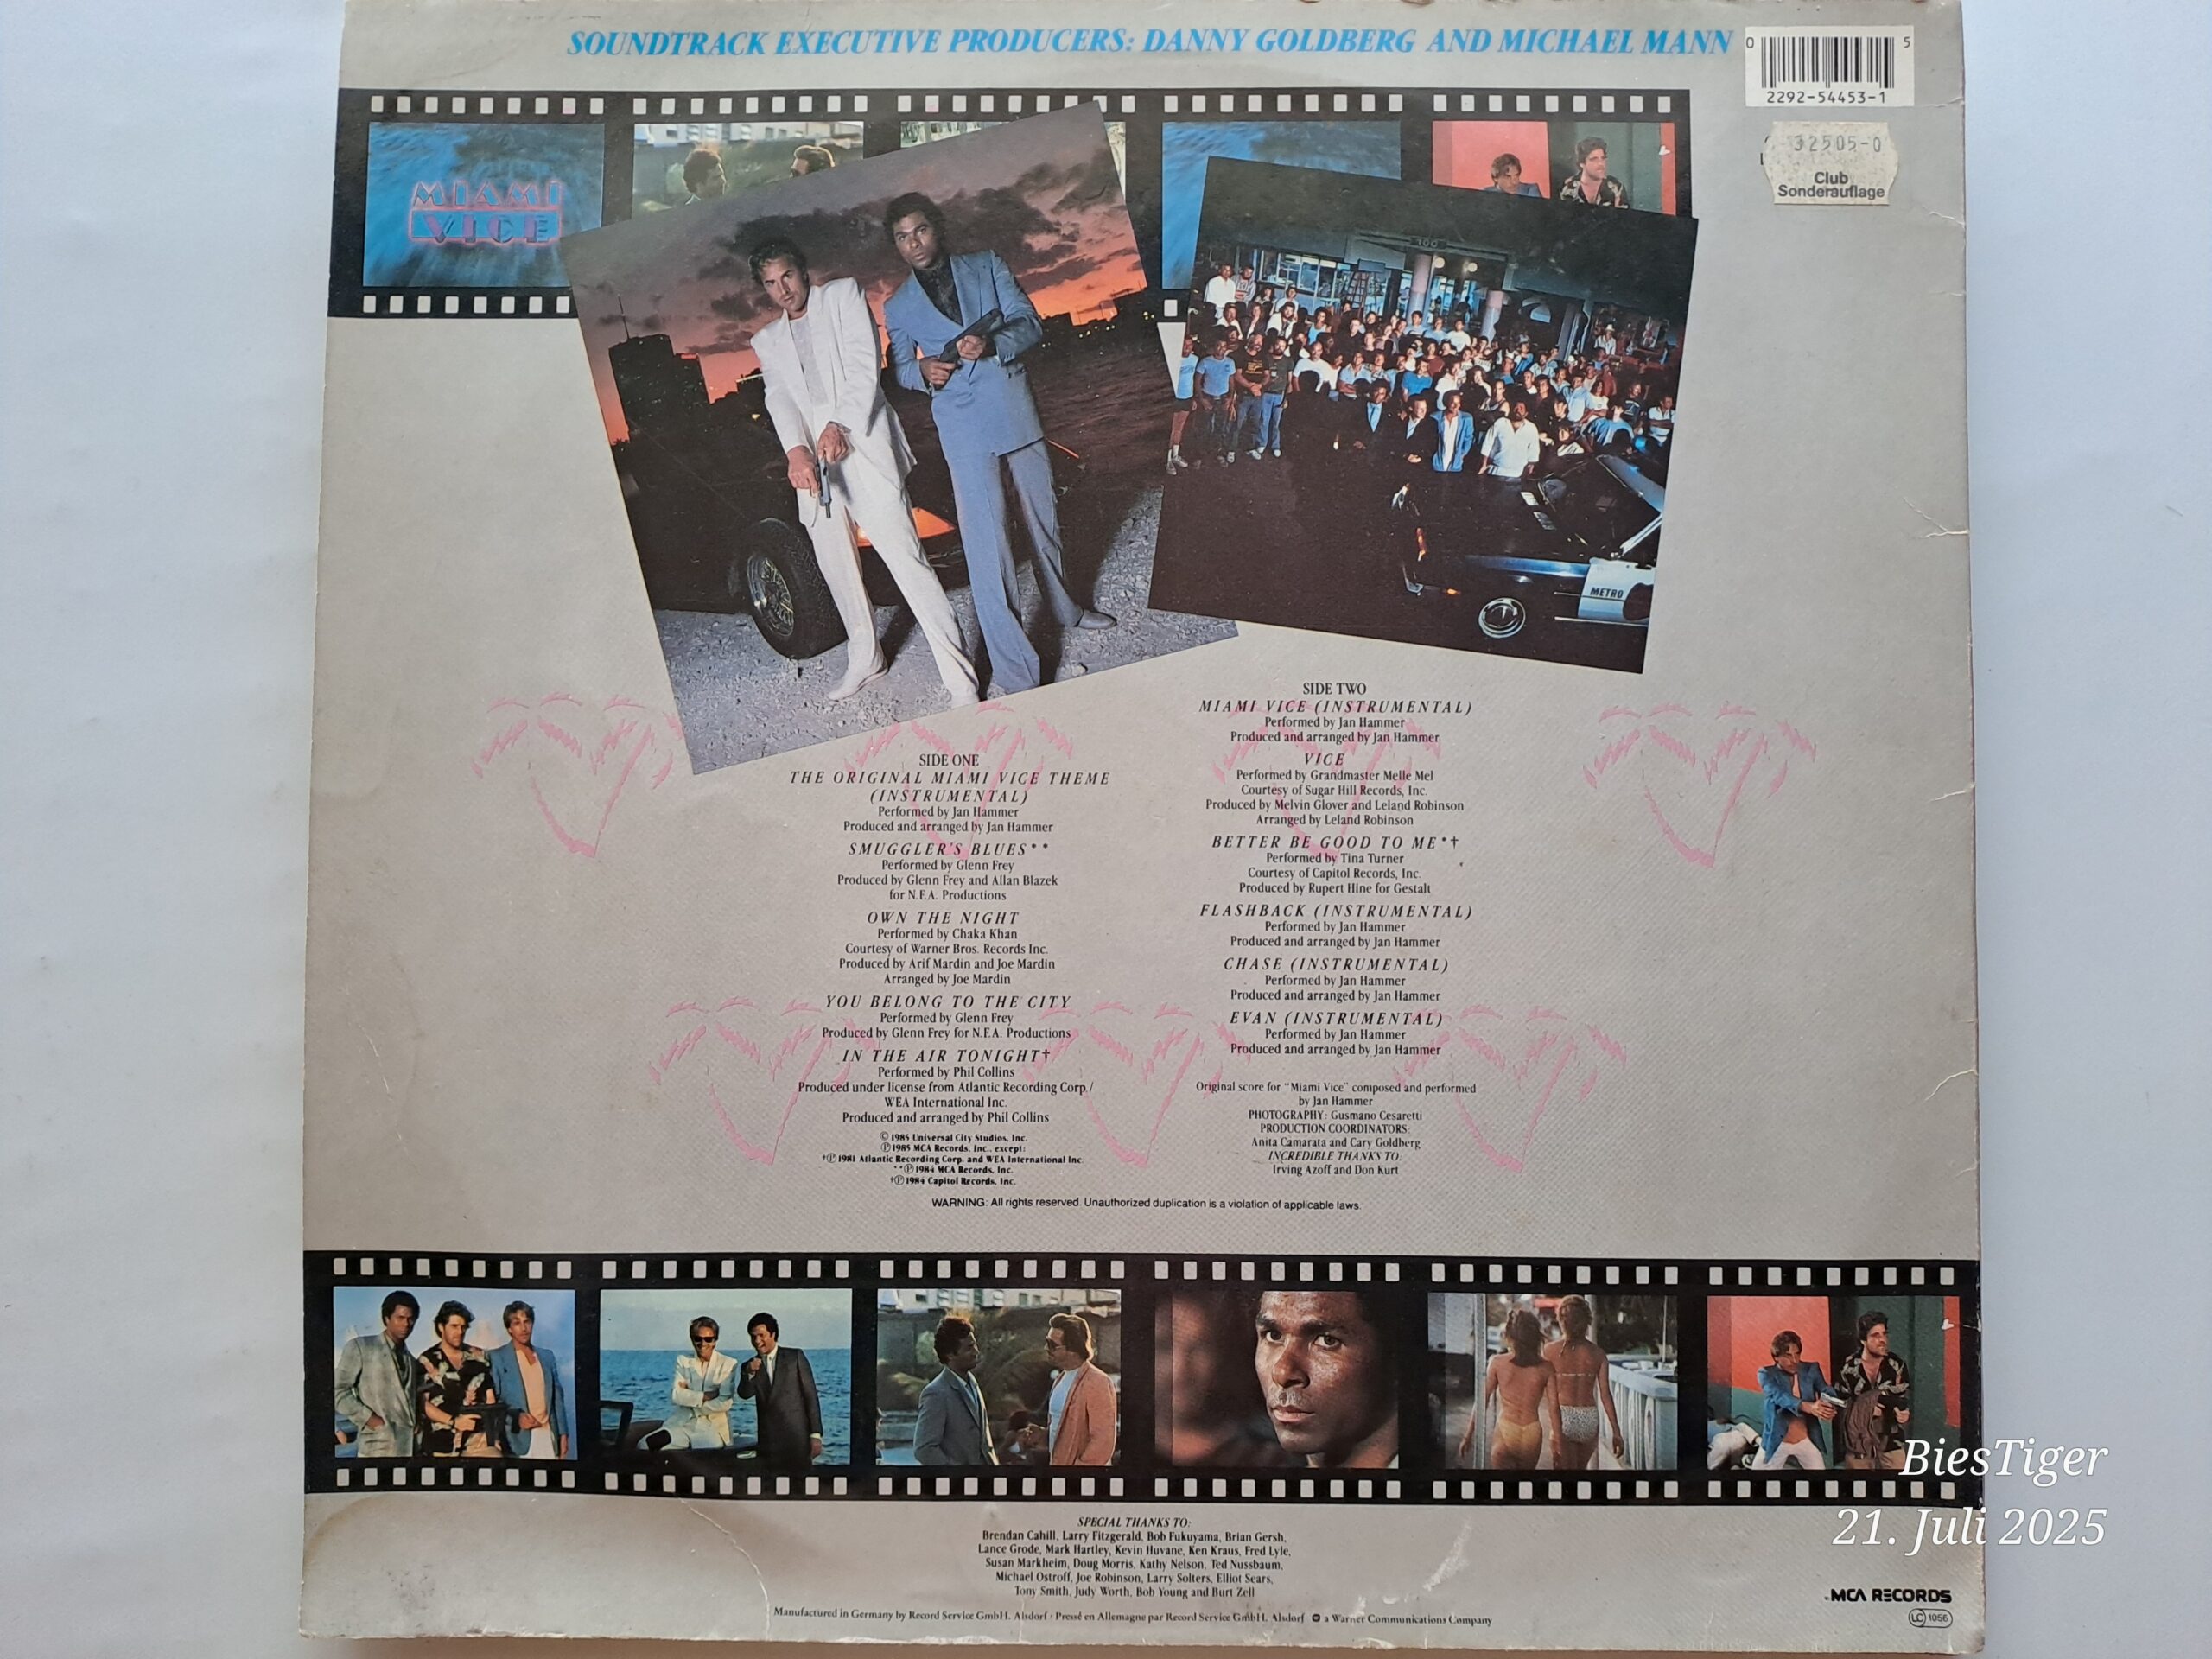 SOUNDTRACK EXECUTIVE PRODUCERS: DANNY GOLDBERG AND MICHAEL MANN
0 5
2292-54453-1
32505-0
Club
Sonderauflage
MIAMI
VICE
100
METRO
SIDE ONE
THE ORIGINAL MIAMI VICE THEME
(INSTRUMENTAL)
Performed by Jan Hammer
Produced and arranged by Jan Hammer
SMUGGLER'S BLUES**
Performed by Glenn Frey
Produced by Glenn Frey and Allan Blazek
for N.F.A. Productions
OWN THE NIGHT
Performed by Chaka Khan
Courtesy of Warner Bros. Records Inc.
Produced by Arif Mardin and Joe Mardin
Arranged by Joe Mardin
YOU BELONG TO THE CITY
Performed by Glenn Frey
Produced by Glenn Frey for N.F.A. Productions
IN THE AIR TONIGHT†
Performed by Phil Collins
Produced under license from Atlantic Recording Corp./
WEA International Inc.
Produced and arranged by Phil Collins
© 1985 Universal City Studios, Inc.
℗ 1985 MCA Records, Inc., except:
†℗ 1981 Atlantic Recording Corp. and WEA International Inc.
**℗ 1984 MCA Records, Inc.
*†℗ 1984 Capitol Records, Inc.
SIDE TWO
MIAMI VICE (INSTRUMENTAL)
Performed by Jan Hammer
Produced and arranged by Jan Hammer
VICE
Performed by Grandmaster Melle Mel
Courtesy of Sugar Hill Records, Inc.
Produced by Melvin Glover and Leland Robinson
Arranged by Leland Robinson
BETTER BE GOOD TO ME*†
Performed by Tina Turner
Courtesy of Capitol Records, Inc.
Produced by Rupert Hine for Gestalt
FLASHBACK (INSTRUMENTAL)
Performed by Jan Hammer
Produced and arranged by Jan Hammer
CHASE (INSTRUMENTAL)
Performed by Jan Hammer
Produced and arranged by Jan Hammer
EVAN (INSTRUMENTAL)
Performed by Jan Hammer
Produced and arranged by Jan Hammer
Original score for "Miami Vice" composed and performed
by Jan Hammer
PHOTOGRAPHY: Gusmano Cesaretti
PRODUCTION COORDINATORS:
Anita Camarata and Cary Goldberg
INCREDIBLE THANKS TO:
Irving Azoff and Don Kurt
WARNING: All rights reserved. Unauthorized duplication is a violation of applicable laws.
SPECIAL THANKS TO:
Brendan Cahill, Larry Fitzgerald, Bob Fukuyama, Brian Gersh,
Lance Grode, Mark Hartley, Kevin Huvane, Ken Kraus, Fred Lyle,
Susan Markheim, Doug Morris, Kathy Nelson, Ted Nussbaum,
Michael Ostroff, Joe Robinson, Larry Solters, Elliot Sears,
Tony Smith, Judy Worth, Bob Young and Burt Zell
Manufactured in Germany by Record Service GmbH, Alsdorf · Pressé en Allemagne par Record Service GmbH, Alsdorf a Warner Communications Company
MCA RECORDS
LC 1056
BiesTiger
21. Juli 2025